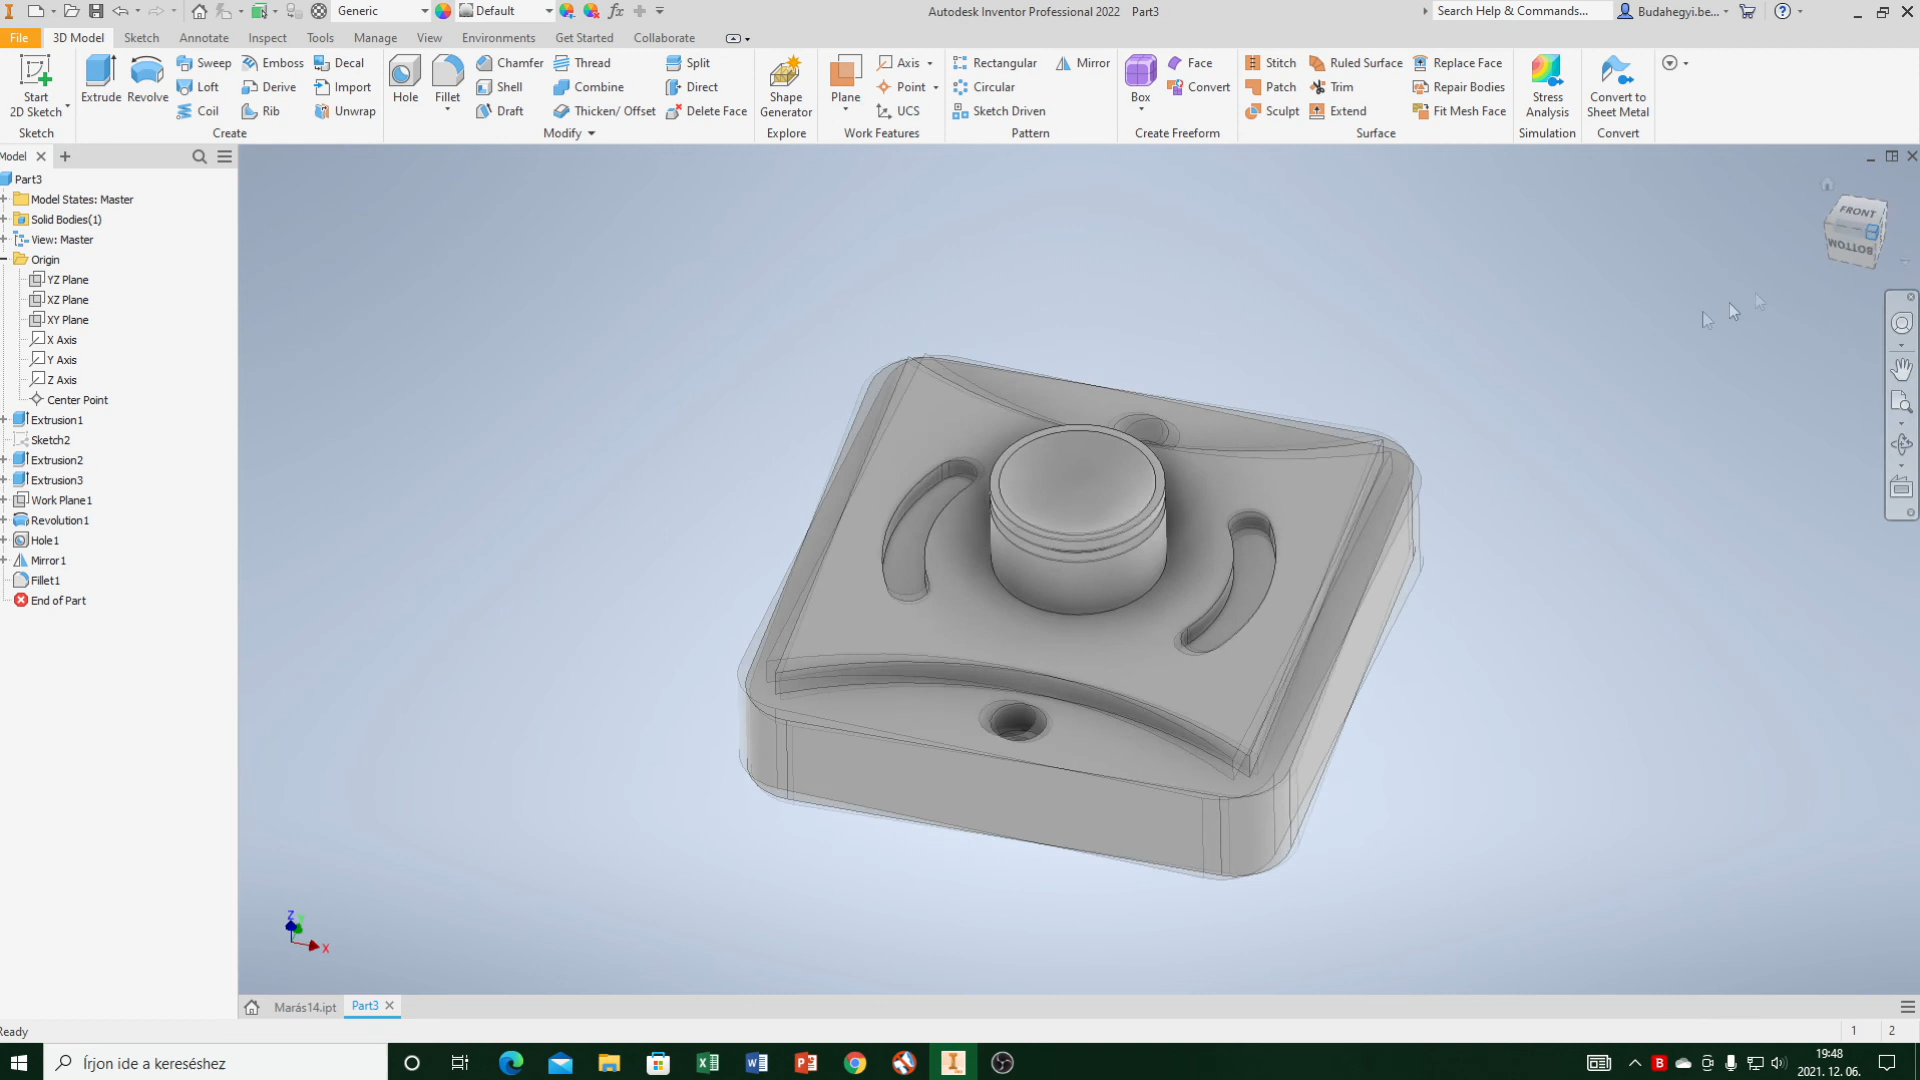 Generic
Default
Autodesk Inventor Professional 2022 Part3
Search Help & Commands...
Budahegyi.be...
File 3D Model Sketch Annotate Inspect Tools Manage View Environments Get Started Collaborate
Start
2D Sketch
Sketch
Extrude
Revolve
Sweep
Loft
Coil
Emboss
Derive
Rib
Decal
Import
Unwrap
Create
Hole
Fillet
Chamfer
Shell
Draft
Thread
Combine
Thicken/ Offset
Split
Direct
Delete Face
Modify
Shape
Generator
Explore
Plane
Axis
Point
UCS
Work Features
Rectangular
Circular
Sketch Driven
Mirror
Pattern
Box
Face
Convert
Create Freeform
Stitch
Patch
Sculpt
Ruled Surface
Trim
Extend
Replace Face
Repair Bodies
Fit Mesh Face
Surface
Stress
Analysis
Simulation
Convert to
Sheet Metal
Convert
Model
Part3
Model States: Master
Solid Bodies(1)
View: Master
Origin
YZ Plane
XZ Plane
XY Plane
X Axis
Y Axis
Z Axis
Center Point
Extrusion1
Sketch2
Extrusion2
Extrusion3
Work Plane1
Revolution1
Hole1
Mirror1
Fillet1
End of Part
FRONT
BOTTOM
Z
Y
X
Marás14.ipt
Part3
Ready
1 2
Írjon ide a kereséshez
19:48
2021. 12. 06.